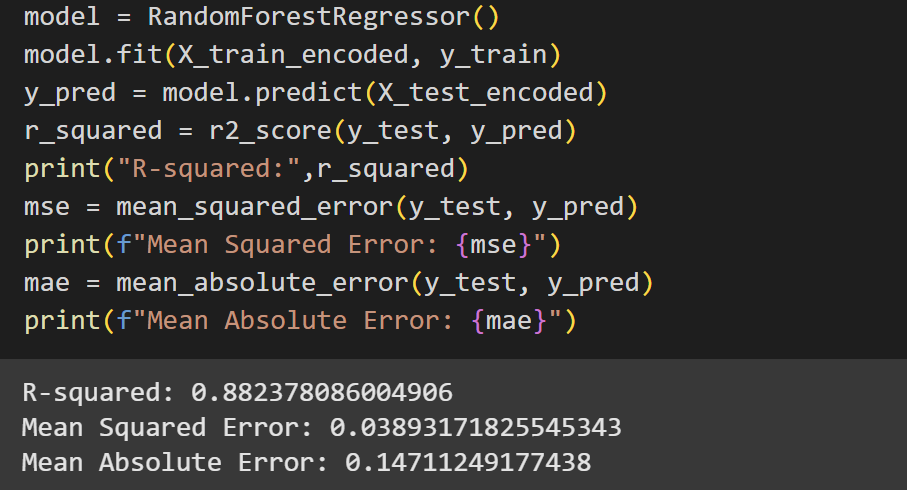 model = RandomForestRegressor()
model.fit(X_train_encoded, y_train)
y_pred = model.predict(X_test_encoded)
r_squared = r2_score(y_test, y_pred)
print("R-squared:",r_squared)
mse = mean_squared_error(y_test, y_pred)
print(f"Mean Squared Error: {mse}")
mae = mean_absolute_error(y_test, y_pred)
print(f"Mean Absolute Error: {mae}")
R-squared: 0.882378086004906
Mean Squared Error: 0.03893171825545343
Mean Absolute Error: 0.14711249177438